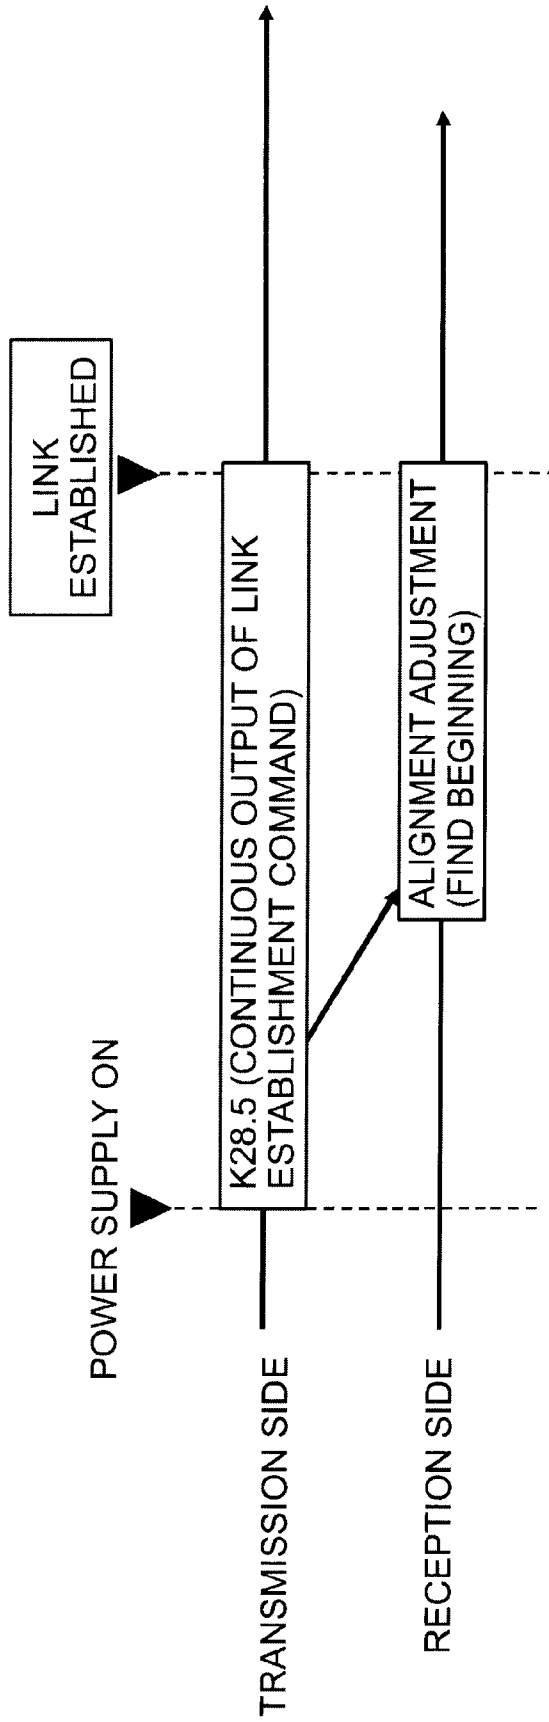 LINK
ESTABLISHED
POWER SUPPLY ON
TRANSMISSION SIDE
K28.5 (CONTINUOUS OUTPUT OF LINK
ESTABLISHMENT COMMAND)
RECEPTION SIDE
ALIGNMENT ADJUSTMENT
(FIND BEGINNING)